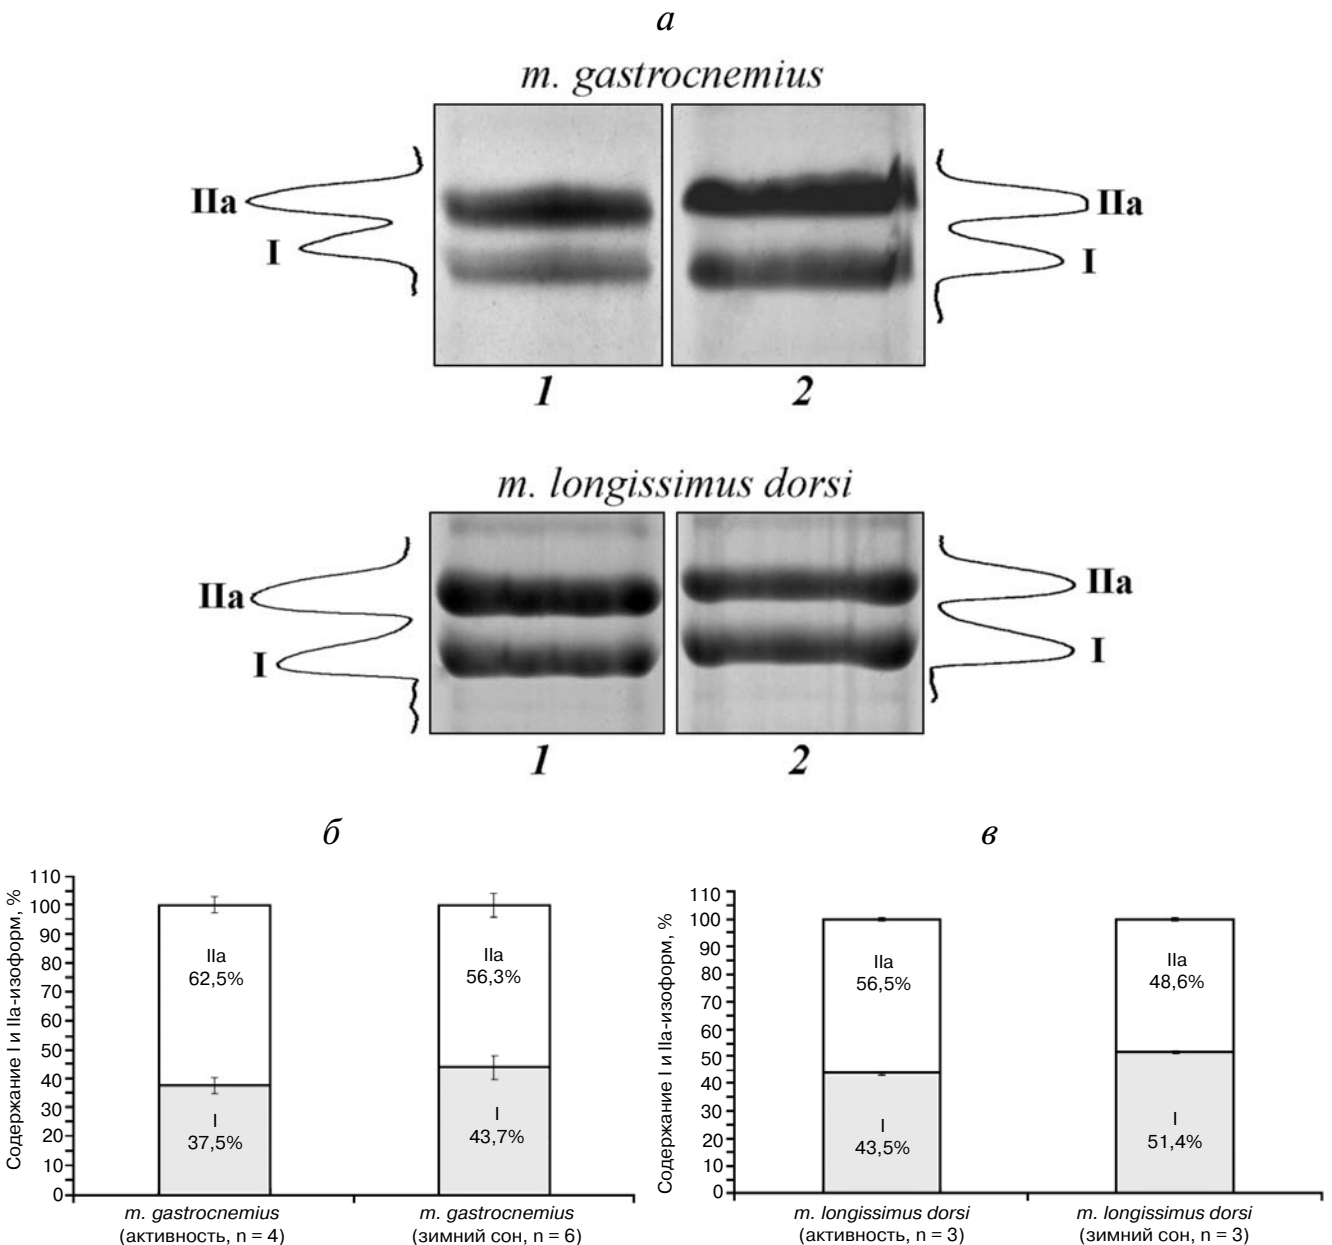 а
m. gastrocnemius
IIa
I
IIa
I
1
2
m. longissimus dorsi
IIa
I
IIa
I
1
2
б
Содержание I и IIa-изоформ, %
110
100
90
80
70
60
50
40
30
20
10
0
IIa
62,5%
I
37,5%
IIa
56,3%
I
43,7%
m. gastrocnemius
(активность, n = 4)
m. gastrocnemius
(зимний сон, n = 6)
в
Содержание I и IIa-изоформ, %
110
100
90
80
70
60
50
40
30
20
10
0
IIa
56,5%
I
43,5%
IIa
48,6%
I
51,4%
m. longissimus dorsi
(активность, n = 3)
m. longissimus dorsi
(зимний сон, n = 3)